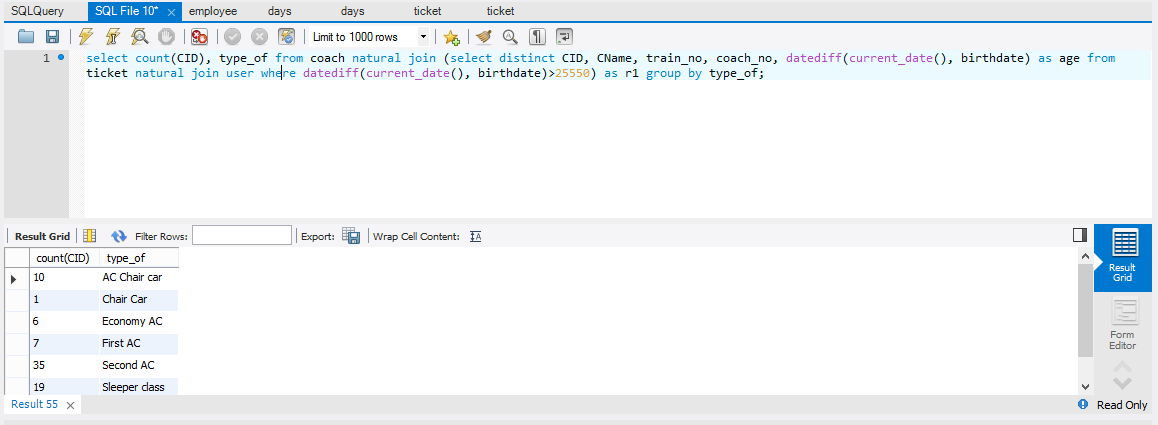 SQLQuery SQL File 10* employee days days ticket ticket
Limit to 1000 rows
1 select count(CID), type_of from coach natural join (select distinct CID, CName, train_no, coach_no, datediff(current_date(), birthdate) as age from
ticket natural join user where datediff(current_date(), birthdate)>25550) as r1 group by type_of;
Result Grid Filter Rows: Export: Wrap Cell Content: IA
count(CID) type_of
10 AC Chair car
1 Chair Car
6 Economy AC
7 First AC
35 Second AC
19 Sleeper class
Result
Grid
Form
Editor
Result 55 Read Only